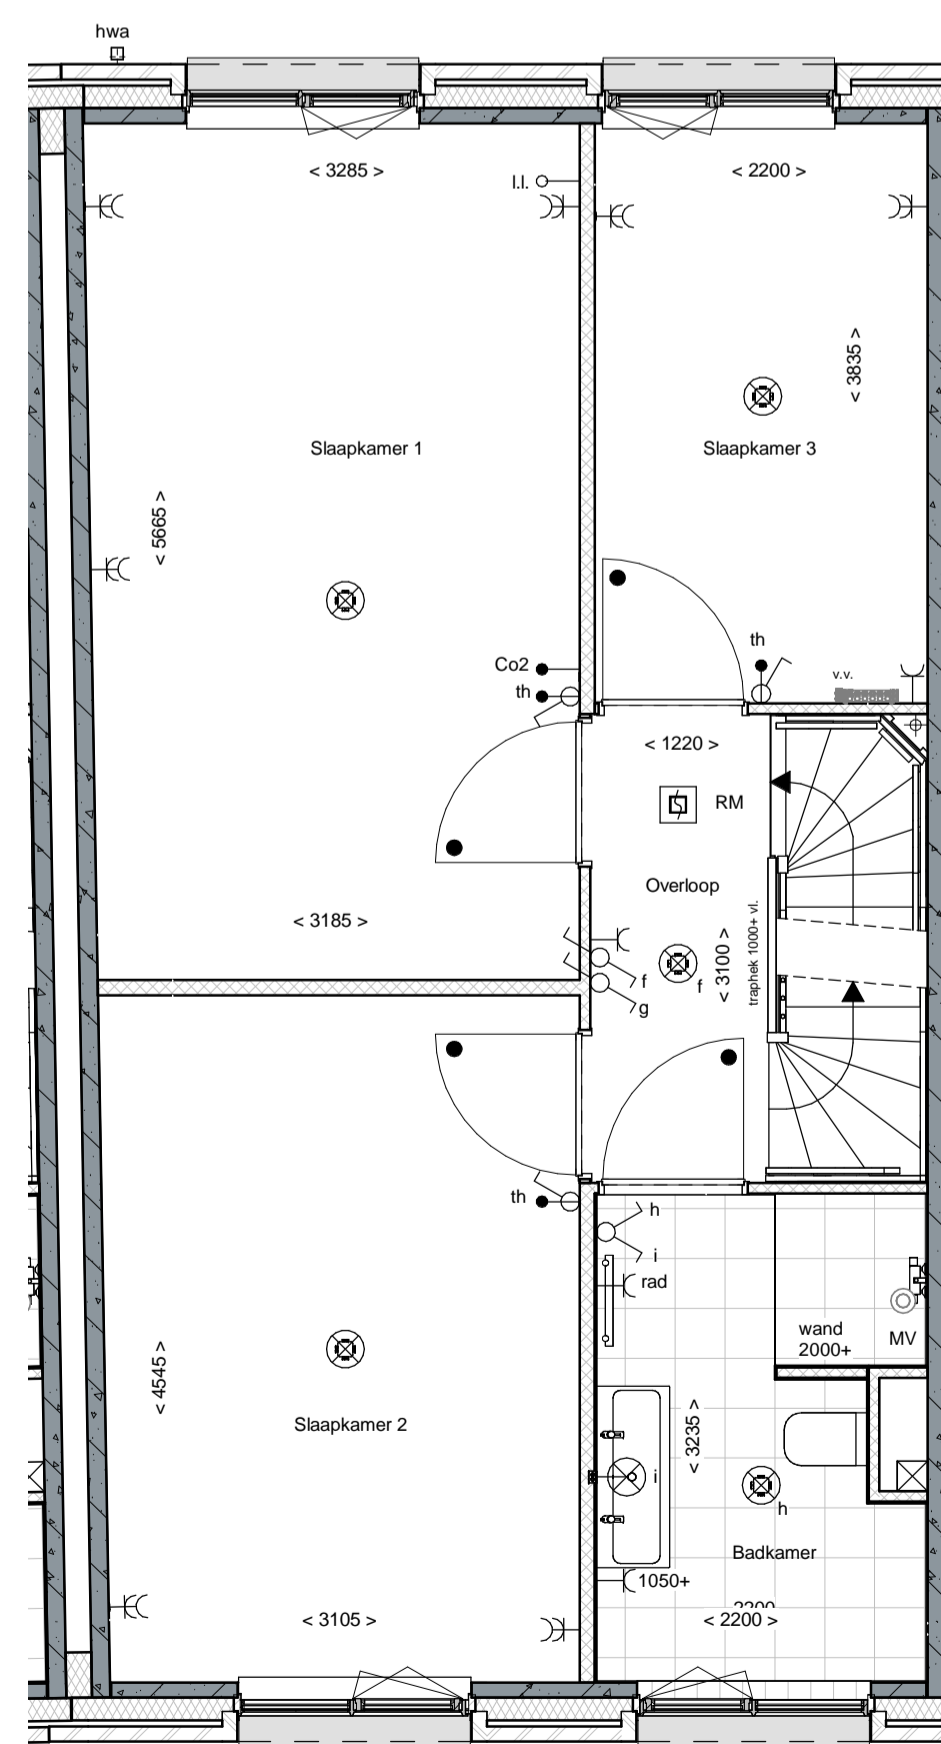 hwa
< 3285 >
l.l.
< 2200 >
< 3835 >
Slaapkamer 1
Slaapkamer 3
< 5665 >
Co2
th
th
v.v.
< 1220 >
RM
Overloop
< 3185 >
f
g
f
< 3100 >
traphek 1000+ vl.
th
h
i
rad
wand
2000+
MV
< 4545 >
Slaapkamer 2
< 3235 >
i
h
Badkamer
1050+
2200
< 3105 >
< 2200 >